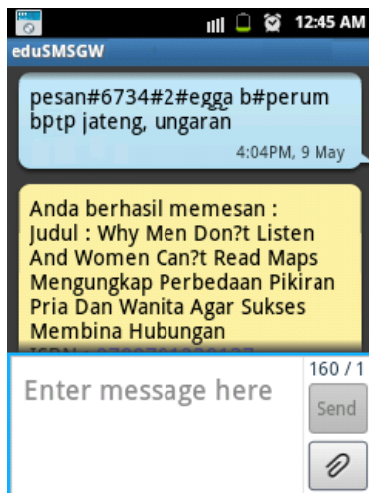 12:45 AM
eduSMSGW
pesan#6734#2#egga b#perum
bptp jateng, ungaran
4:04PM, 9 May
Anda berhasil memesan :
Judul : Why Men Don?t Listen
And Women Can?t Read Maps
Mengungkap Perbedaan Pikiran
Pria Dan Wanita Agar Sukses
Membina Hubungan
160 / 1
Enter message here
Send